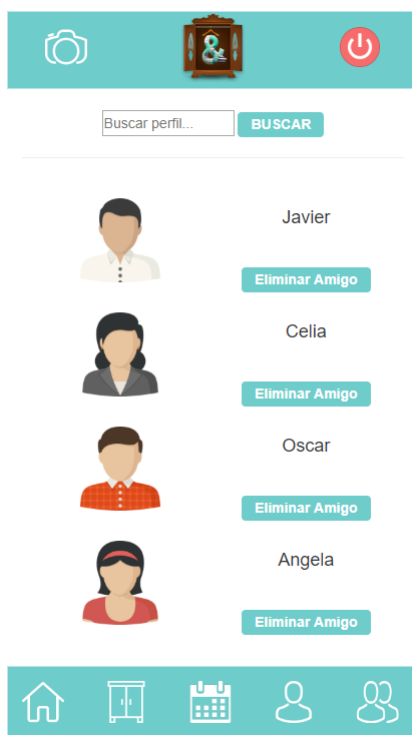 &
Buscar perfil...
BUSCAR
Javier
Eliminar Amigo
Celia
Eliminar Amigo
Oscar
Eliminar Amigo
Angela
Eliminar Amigo